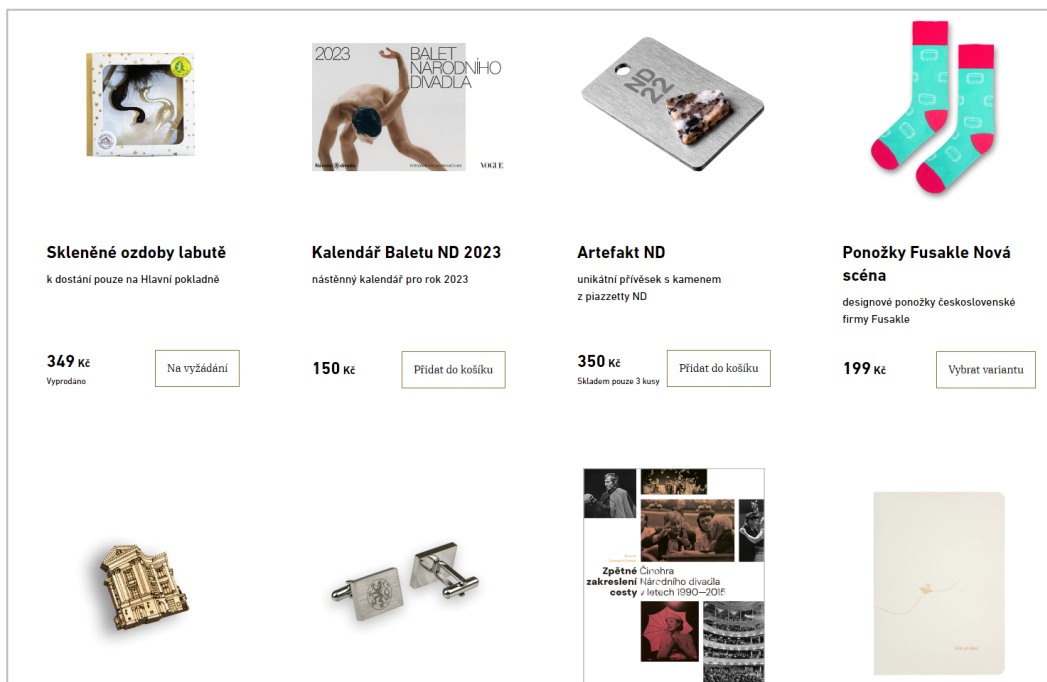 2023
BALET
NÁRODNÍHO
DIVADLA
Národní divadlo
VOGUE
ND
22
Skleněné ozdoby labutě
k dostání pouze na Hlavní pokladně
349 Kč
Vyprodáno
Na vyžádání
Kalendář Baletu ND 2023
nástěnný kalendář pro rok 2023
150 Kč
Přidat do košíku
Artefakt ND
unikátní přívěsek s kamenem
z piazzetty ND
350 Kč
Skladem pouze 3 kusy
Přidat do košíku
Ponožky Fusakle Nová
scéna
designové ponožky československé
firmy Fusakle
199 Kč
Vybrat variantu
Zpětné Činohra
zakreslení Národního divadla
cesty v letech 1990—2015